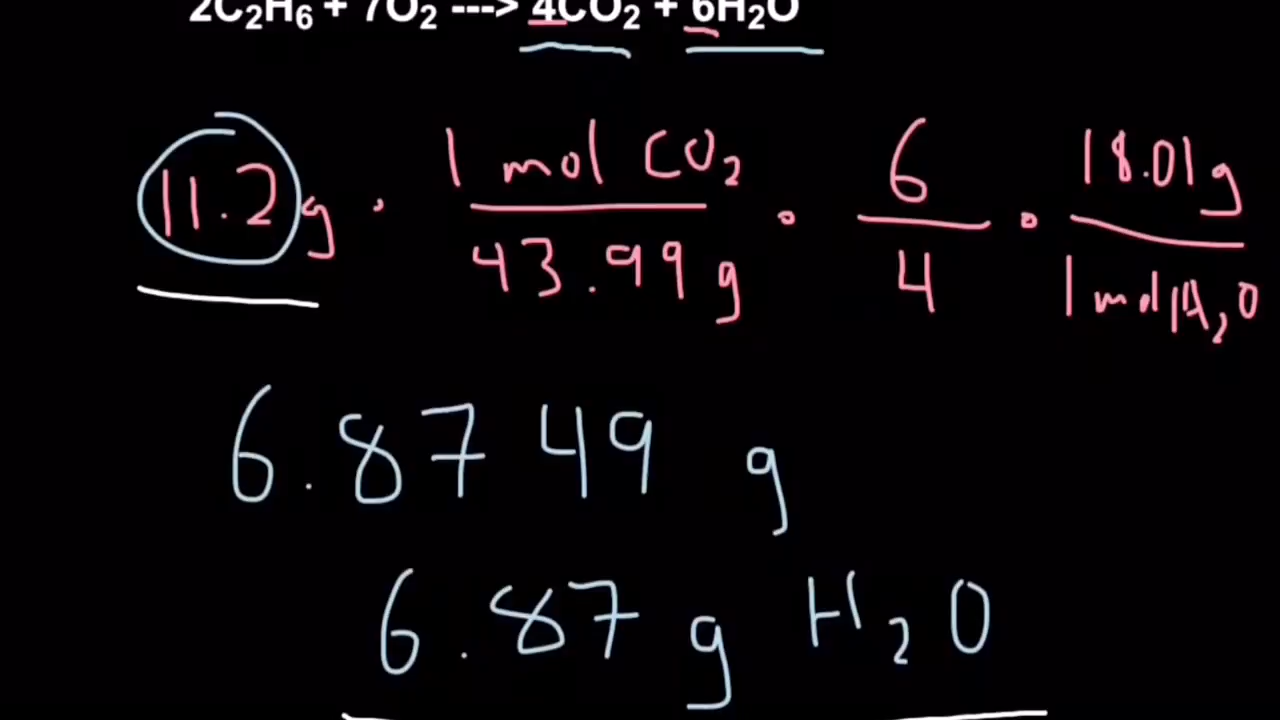 2C₂H₆ + 7O₂ ---> 4CO₂ + 6H₂O
11.2g · 1 mol CO₂ / 43.99 g · 6 / 4 · 18.01 g / 1 mol H₂O
6.8749 g
6.87 g H₂O